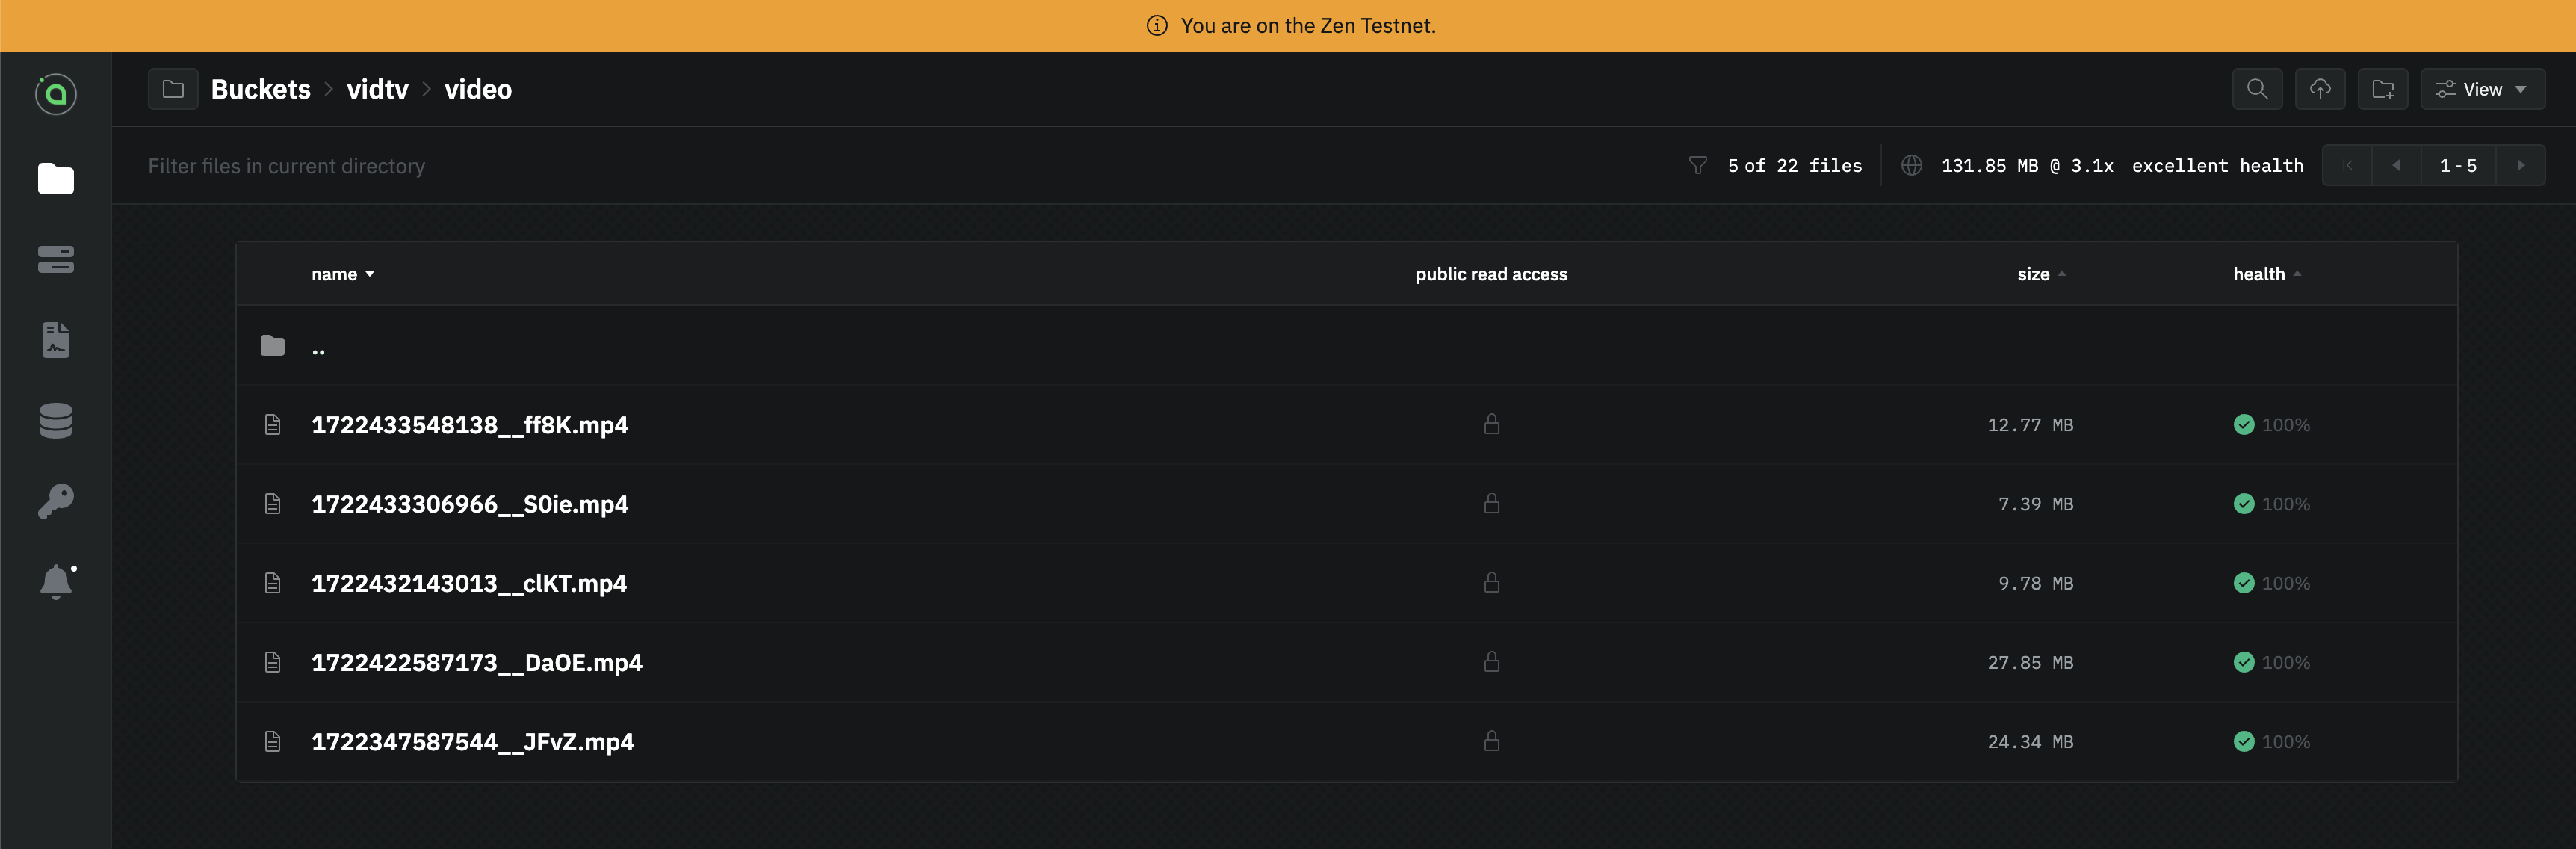 You are on the Zen Testnet.
Buckets > vidtv > video
View
Filter files in current directory
5 of 22 files
131.85 MB @ 3.1x excellent health
1 - 5
name public read access size health
..
1722433548138__ff8K.mp4 12.77 MB 100%
1722433306966__S0ie.mp4 7.39 MB 100%
1722432143013__clKT.mp4 9.78 MB 100%
1722422587173__DaOE.mp4 27.85 MB 100%
1722347587544__JFvZ.mp4 24.34 MB 100%